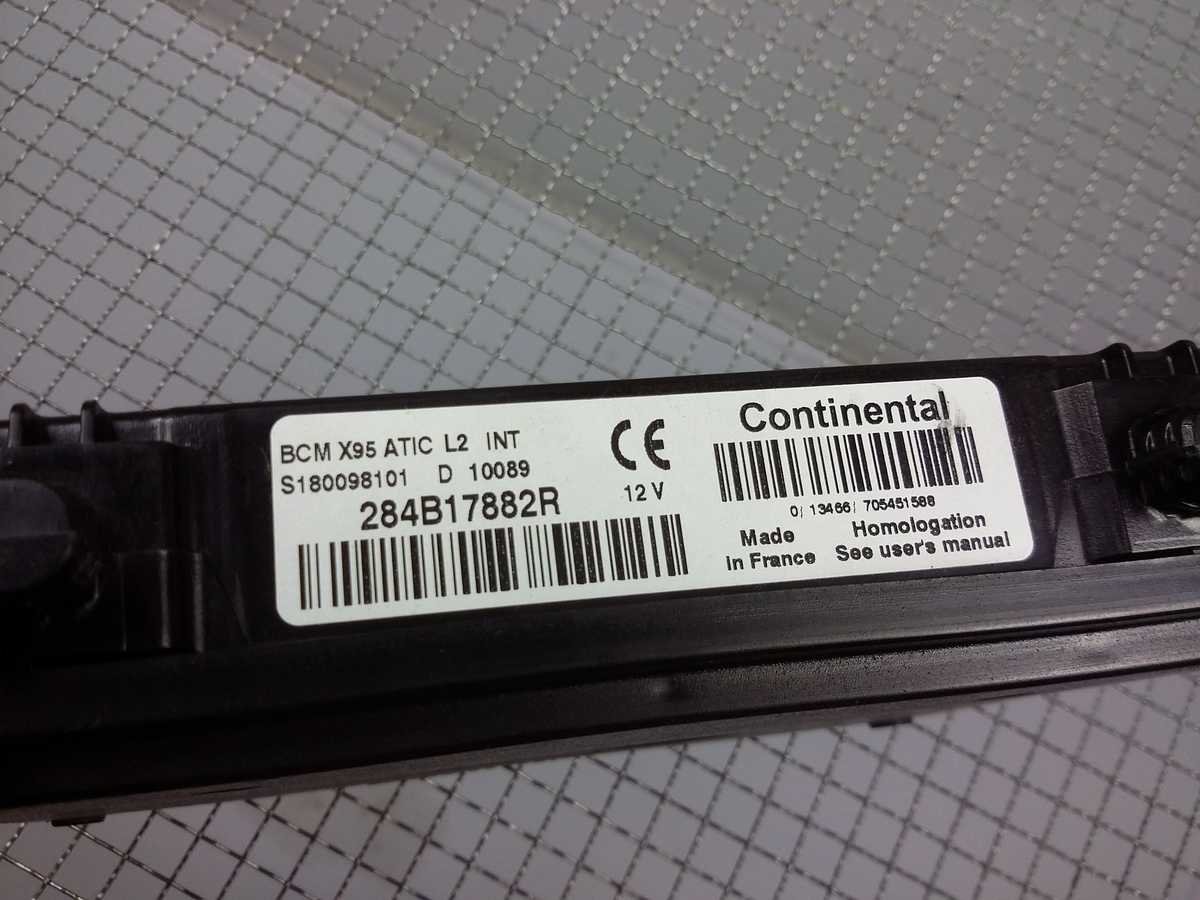 BCM X95 ATIC L2 INT
S180098101 D 10089
284B17882R
CE
12 V
Continental
0/ 13466/ 705451588
Made
in France
Homologation
See user's manual